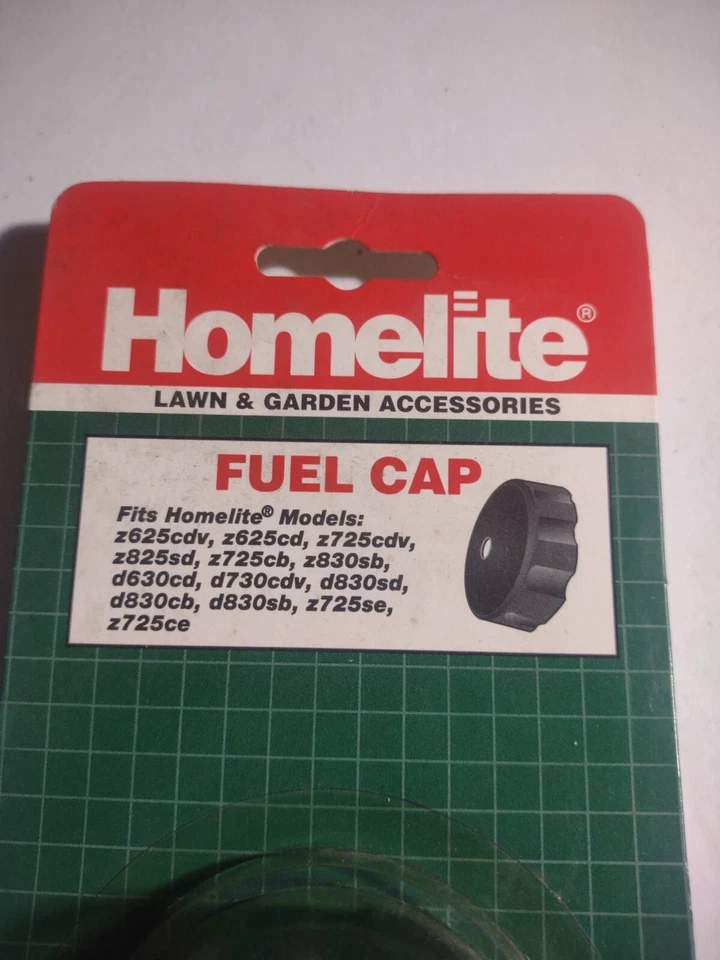 Homelite®
LAWN & GARDEN ACCESSORIES
FUEL CAP
Fits Homelite® Models:
z625cdv, z625cd, z725cdv,
z825sd, z725cb, z830sb,
d630cd, d730cdv, d830sd,
d830cb, d830sb, z725se,
z725ce